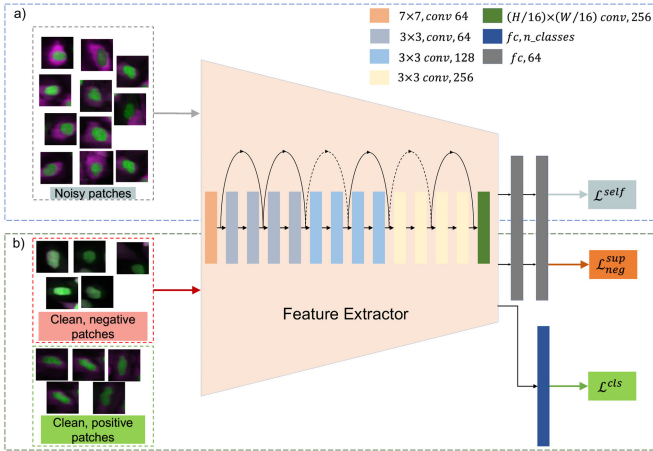 a)
7×7, conv 64
3×3, conv, 64
3×3 conv, 128
3×3 conv, 256
(H/16)×(W/16) conv, 256
fc, n_classes
fc, 64
Noisy patches
ℒ^self
b)
Clean, negative
patches
Feature Extractor
ℒ^sup_neg
Clean, positive
patches
ℒ^cls